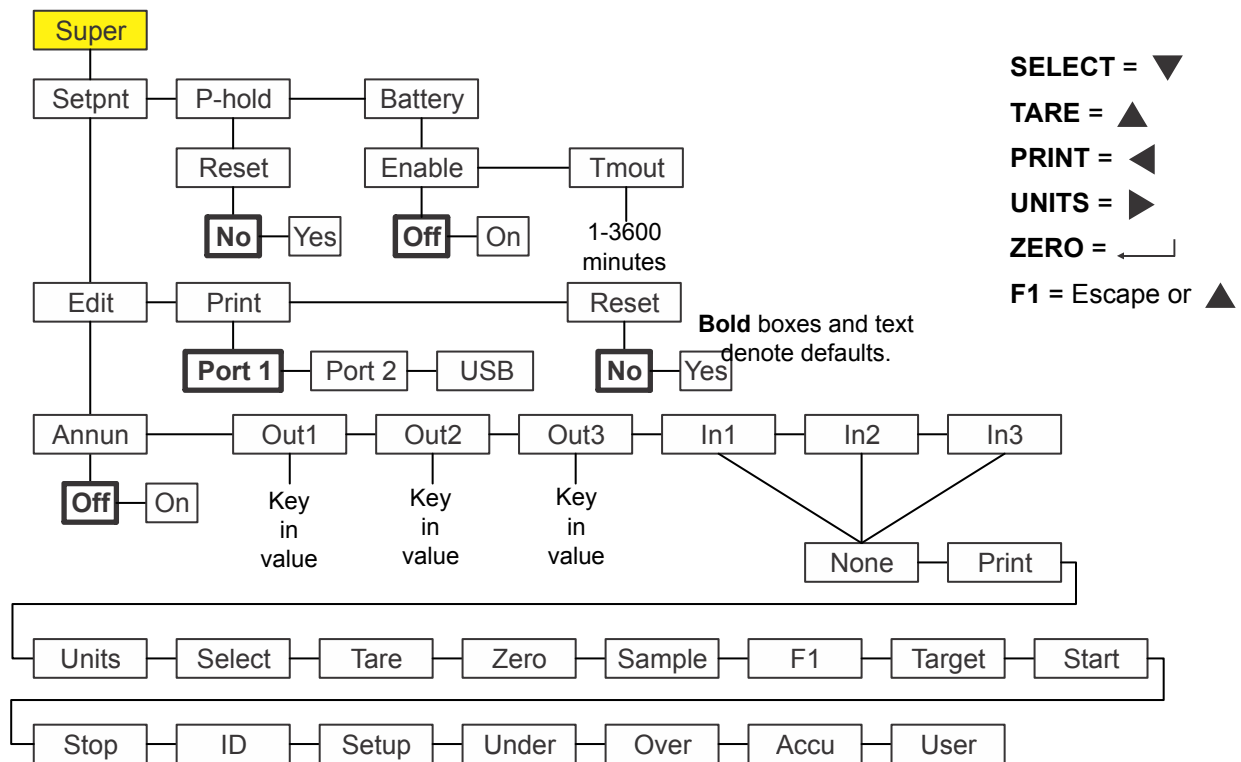 Super
SELECT =
TARE =
PRINT =
UNITS =
ZERO =
F1 = Escape or
Setpnt P-hold Battery
Reset Enable Tmout
No Yes Off On 1-3600
minutes
Edit Print Reset
Bold boxes and text
denote defaults.
Port 1 Port 2 USB No Yes
Annun Out1 Out2 Out3 In1 In2 In3
Off On
Key
in
value
Key
in
value
Key
in
value
None Print
Units Select Tare Zero Sample F1 Target Start
Stop ID Setup Under Over Accu User